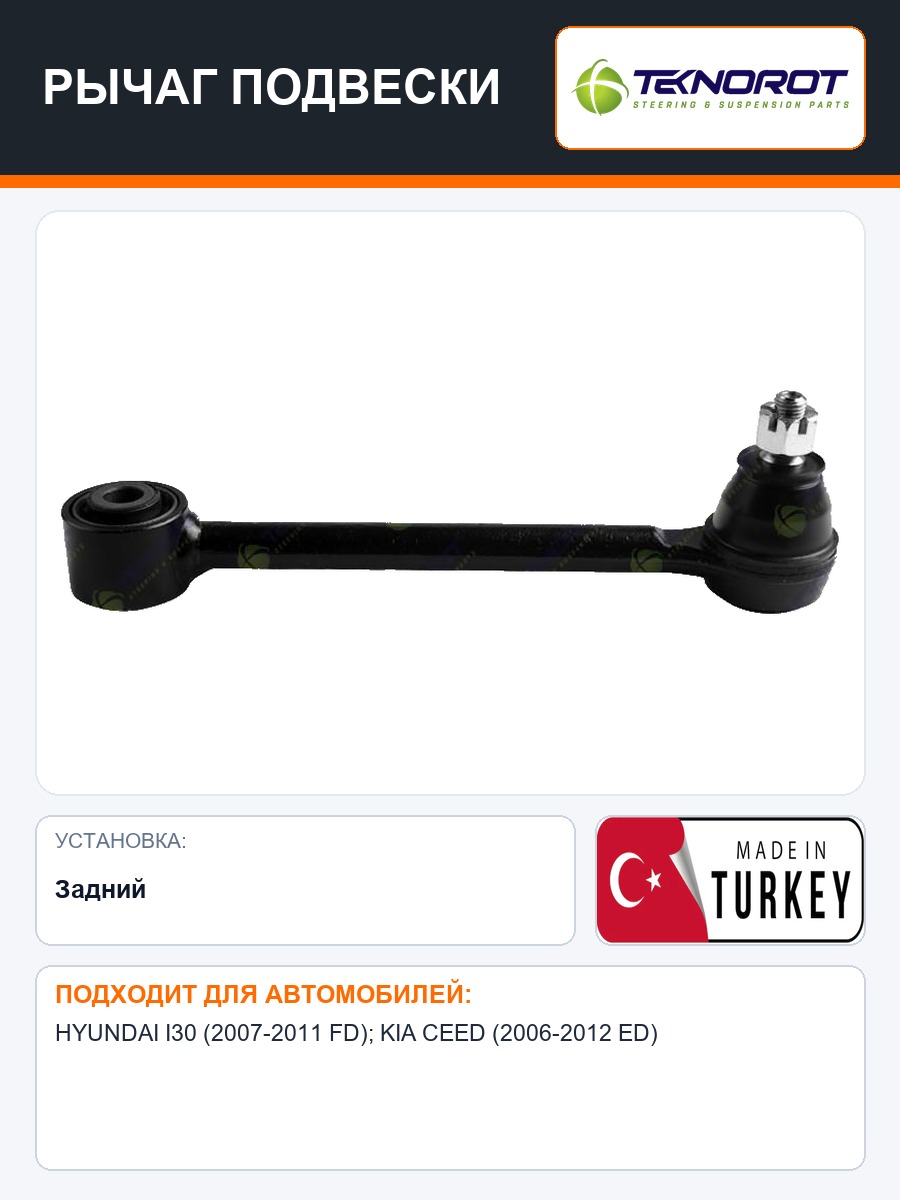 РЫЧАГ ПОДВЕСКИ
TEKNOROT
STEERING & SUSPENSION PARTS
УСТАНОВКА:
Задний
MADE IN
TURKEY
ПОДХОДИТ ДЛЯ АВТОМОБИЛЕЙ:
HYUNDAI I30 (2007-2011 FD); KIA CEED (2006-2012 ED)